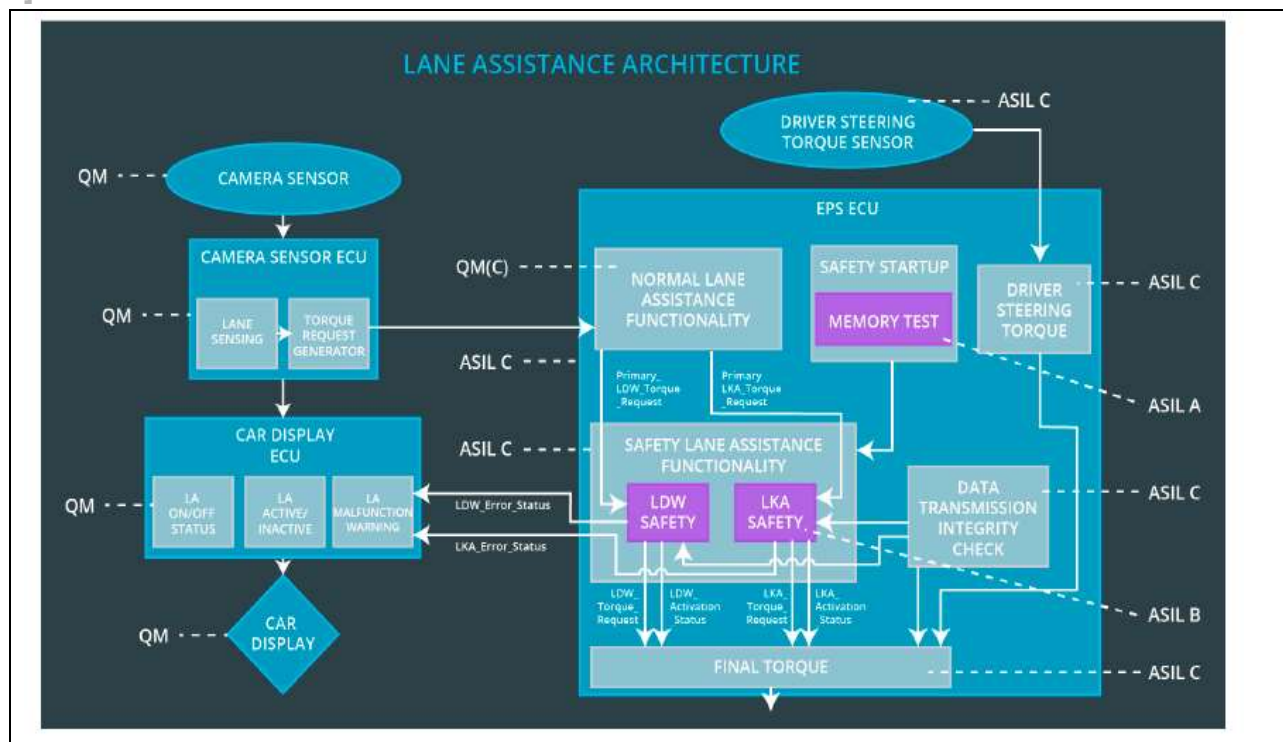 LANE ASSISTANCE ARCHITECTURE
ASIL C
DRIVER STEERING
TORQUE SENSOR
QM
CAMERA SENSOR
EPS ECU
CAMERA SENSOR ECU
QM(C)
NORMAL LANE
ASSISTANCE
FUNCTIONALITY
SAFETY STARTUP
MEMORY TEST
DRIVER
STEERING
TORQUE
ASIL C
QM
LANE
SENSING
TORQUE
REQUEST
GENERATOR
ASIL C
Primary_
LDW_Torque
_Request
Primary
LKA_Torque
_Request
ASIL A
CAR DISPLAY
ECU
ASIL C
SAFETY LANE ASSISTANCE
FUNCTIONALITY
QM
LA
ON/OFF
STATUS
LA
ACTIVE/
INACTIVE
LA
MALFUNCTION
WARNING
LDW_Error_Status
LKA_Error_Status
LDW
SAFETY
LKA
SAFETY
DATA
TRANSMISSION
INTEGRITY
CHECK
ASIL C
LDW_
Torque_
Request
LDW_
Activation
_Status
LKA_
Torque_
Request
LKA_
Activation
_Status
ASIL B
QM
CAR
DISPLAY
FINAL TORQUE
ASIL C